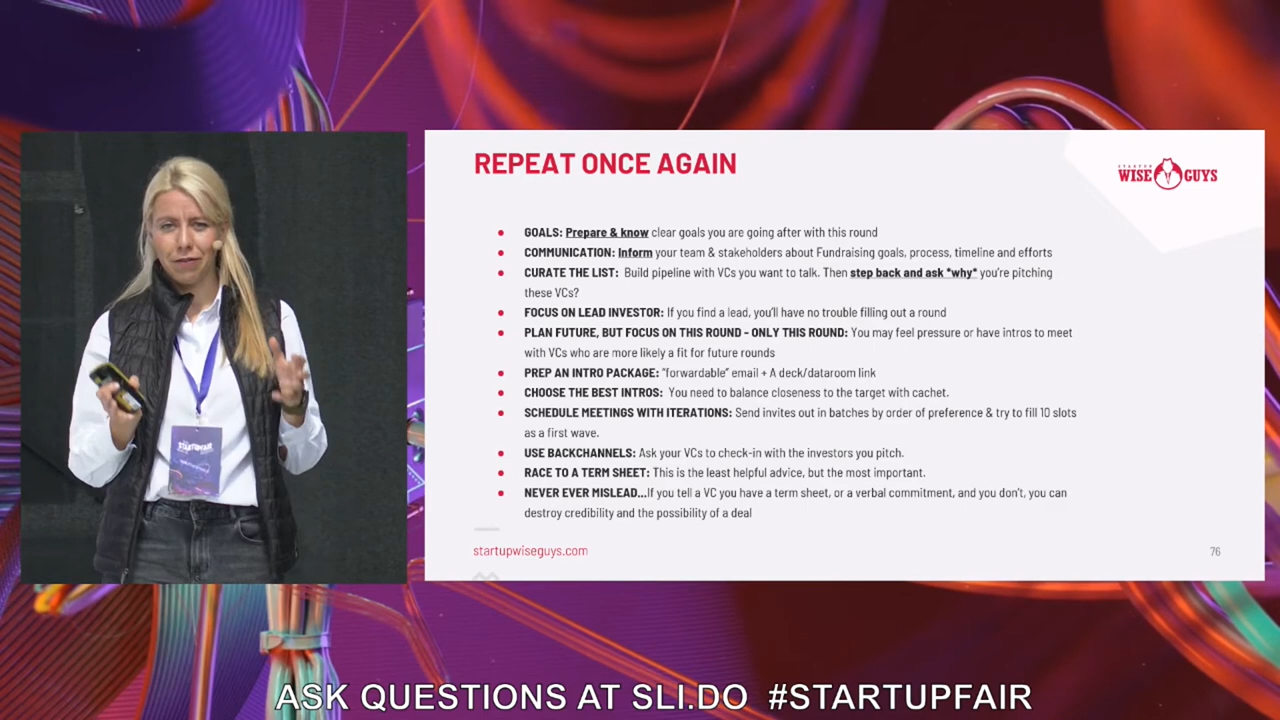 REPEAT ONCE AGAIN
STARTUP
WISE GUYS
GOALS: Prepare & know clear goals you are going after with this round
COMMUNICATION: Inform your team & stakeholders about Fundraising goals, process, timeline and efforts
CURATE THE LIST: Build pipeline with VCs you want to talk. Then step back and ask *why* you're pitching
these VCs?
FOCUS ON LEAD INVESTOR: If you find a lead, you'll have no trouble filling out a round
PLAN FUTURE, BUT FOCUS ON THIS ROUND - ONLY THIS ROUND: You may feel pressure or have intros to meet
with VCs who are more likely a fit for future rounds
PREP AN INTRO PACKAGE: "forwardable" email + A deck/dataroom link
CHOOSE THE BEST INTROS: You need to balance closeness to the target with cachet.
SCHEDULE MEETINGS WITH ITERATIONS: Send invites out in batches by order of preference & try to fill 10 slots
as a first wave.
USE BACKCHANNELS: Ask your VCs to check-in with the investors you pitch.
RACE TO A TERM SHEET: This is the least helpful advice, but the most important.
NEVER EVER MISLEAD...If you tell a VC you have a term sheet, or a verbal commitment, and you don't, you can
destroy credibility and the possibility of a deal
startupwiseguys.com
76
STARTUP FAIR
ASK QUESTIONS AT SLI.DO #STARTUPFAIR